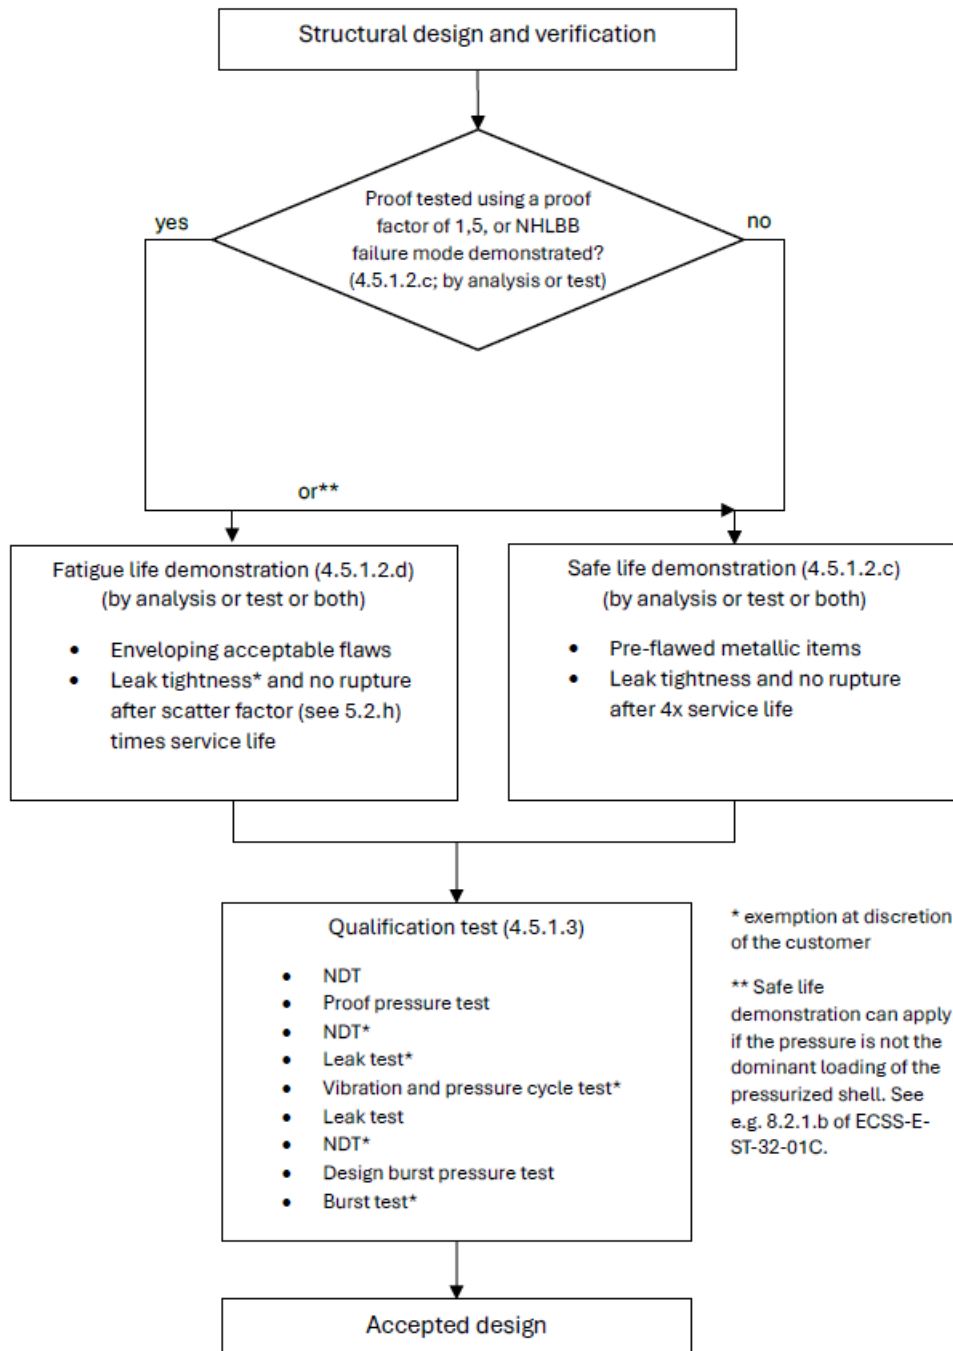 Structural design and verification
Proof tested using a proof
factor of 1,5, or NHLBB
failure mode demonstrated?
(4.5.1.2.c; by analysis or test)
yes
no
or**
Fatigue life demonstration (4.5.1.2.d)
(by analysis or test or both)
• Enveloping acceptable flaws
• Leak tightness* and no rupture
after scatter factor (see 5.2.h)
times service life
Safe life demonstration (4.5.1.2.c)
(by analysis or test or both)
• Pre-flawed metallic items
• Leak tightness and no rupture
after 4x service life
Qualification test (4.5.1.3)
• NDT
• Proof pressure test
• NDT*
• Leak test*
• Vibration and pressure cycle test*
• Leak test
• NDT*
• Design burst pressure test
• Burst test*
* exemption at discretion
of the customer
** Safe life
demonstration can apply
if the pressure is not the
dominant loading of the
pressurized shell. See
e.g. 8.2.1.b of ECSS-E-
ST-32-01C.
Accepted design